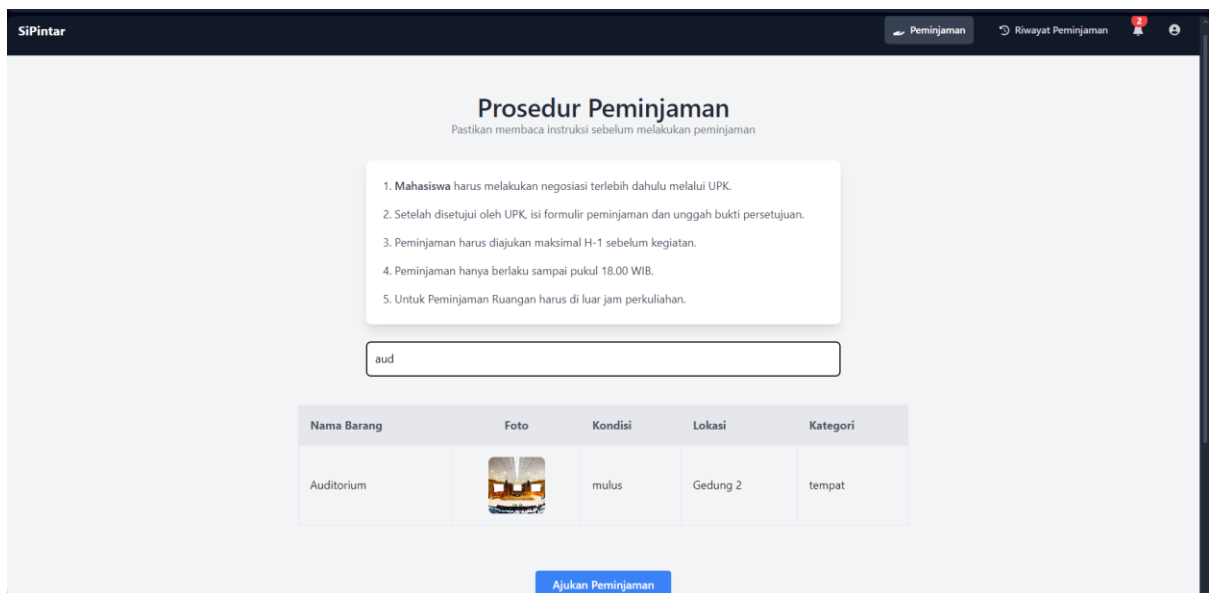 SiPintar
Peminjaman
Riwayat Peminjaman
2
Prosedur Peminjaman
Pastikan membaca instruksi sebelum melakukan peminjaman
1. Mahasiswa harus melakukan negosiasi terlebih dahulu melalui UPK.
2. Setelah disetujui oleh UPK, isi formulir peminjaman dan unggah bukti persetujuan.
3. Peminjaman harus diajukan maksimal H-1 sebelum kegiatan.
4. Peminjaman hanya berlaku sampai pukul 18.00 WIB.
5. Untuk Peminjaman Ruangan harus di luar jam perkuliahan.
aud
Nama Barang Foto Kondisi Lokasi Kategori
Auditorium mulus Gedung 2 tempat
Ajukan Peminjaman